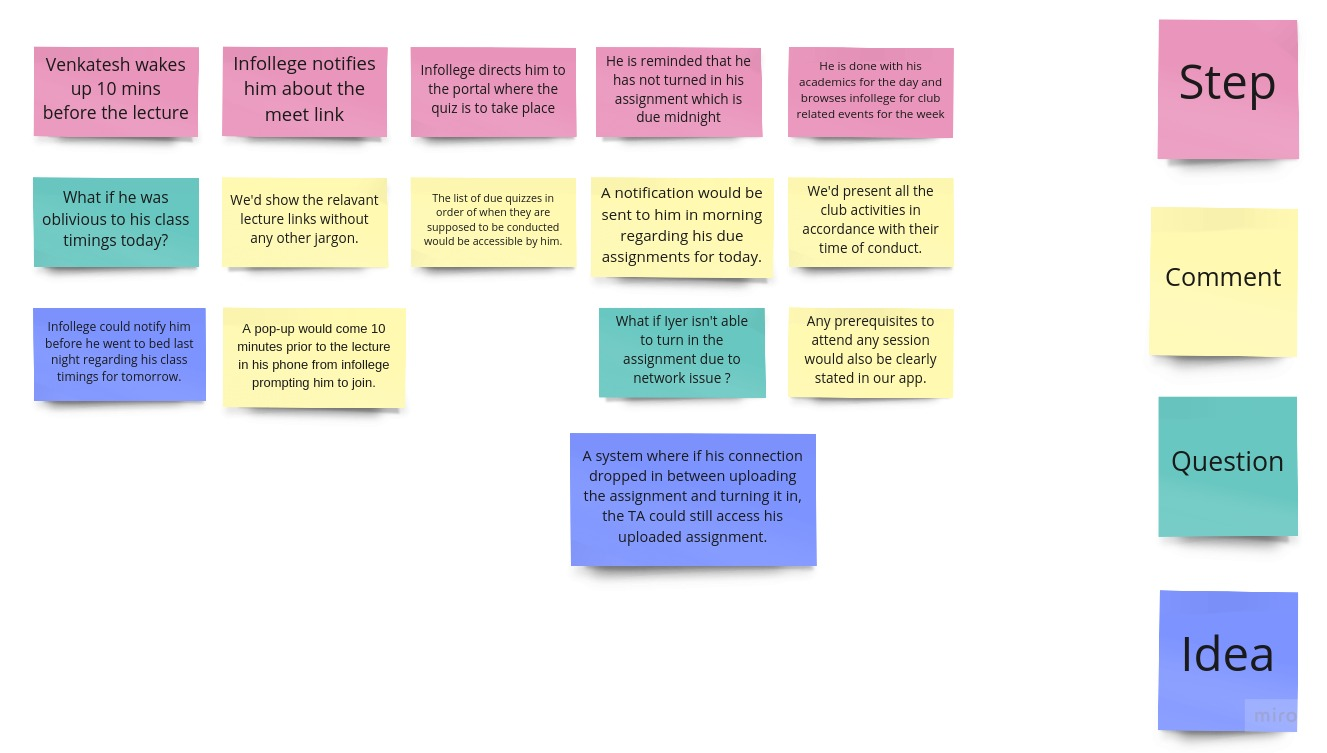 Venkatesh wakes
up 10 mins
before the lecture
Infollege notifies
him about the
meet link
Infollege directs him to
the portal where the
quiz is to take place
He is reminded that he
has not turned in his
assignment which is
due midnight
He is done with his
academics for the day and
browses infollege for club
related events for the week
Step
What if he was
oblivious to his class
timings today?
We'd show the relavant
lecture links without
any other jargon.
The list of due quizzes in
order of when they are
supposed to be conducted
would be accessible by him.
A notification would be
sent to him in morning
regarding his due
assignments for today.
We'd present all the
club activities in
accordance with their
time of conduct.
Comment
Infollege could notify him
before he went to bed last
night regarding his class
timings for tomorrow.
A pop-up would come 10
minutes prior to the lecture
in his phone from infollege
prompting him to join.
What if Iyer isn't able
to turn in the
assignment due to
network issue ?
Any prerequisites to
attend any session
would also be clearly
stated in our app.
Question
A system where if his connection
dropped in between uploading
the assignment and turning it in,
the TA could still access his
uploaded assignment.
Idea
miro